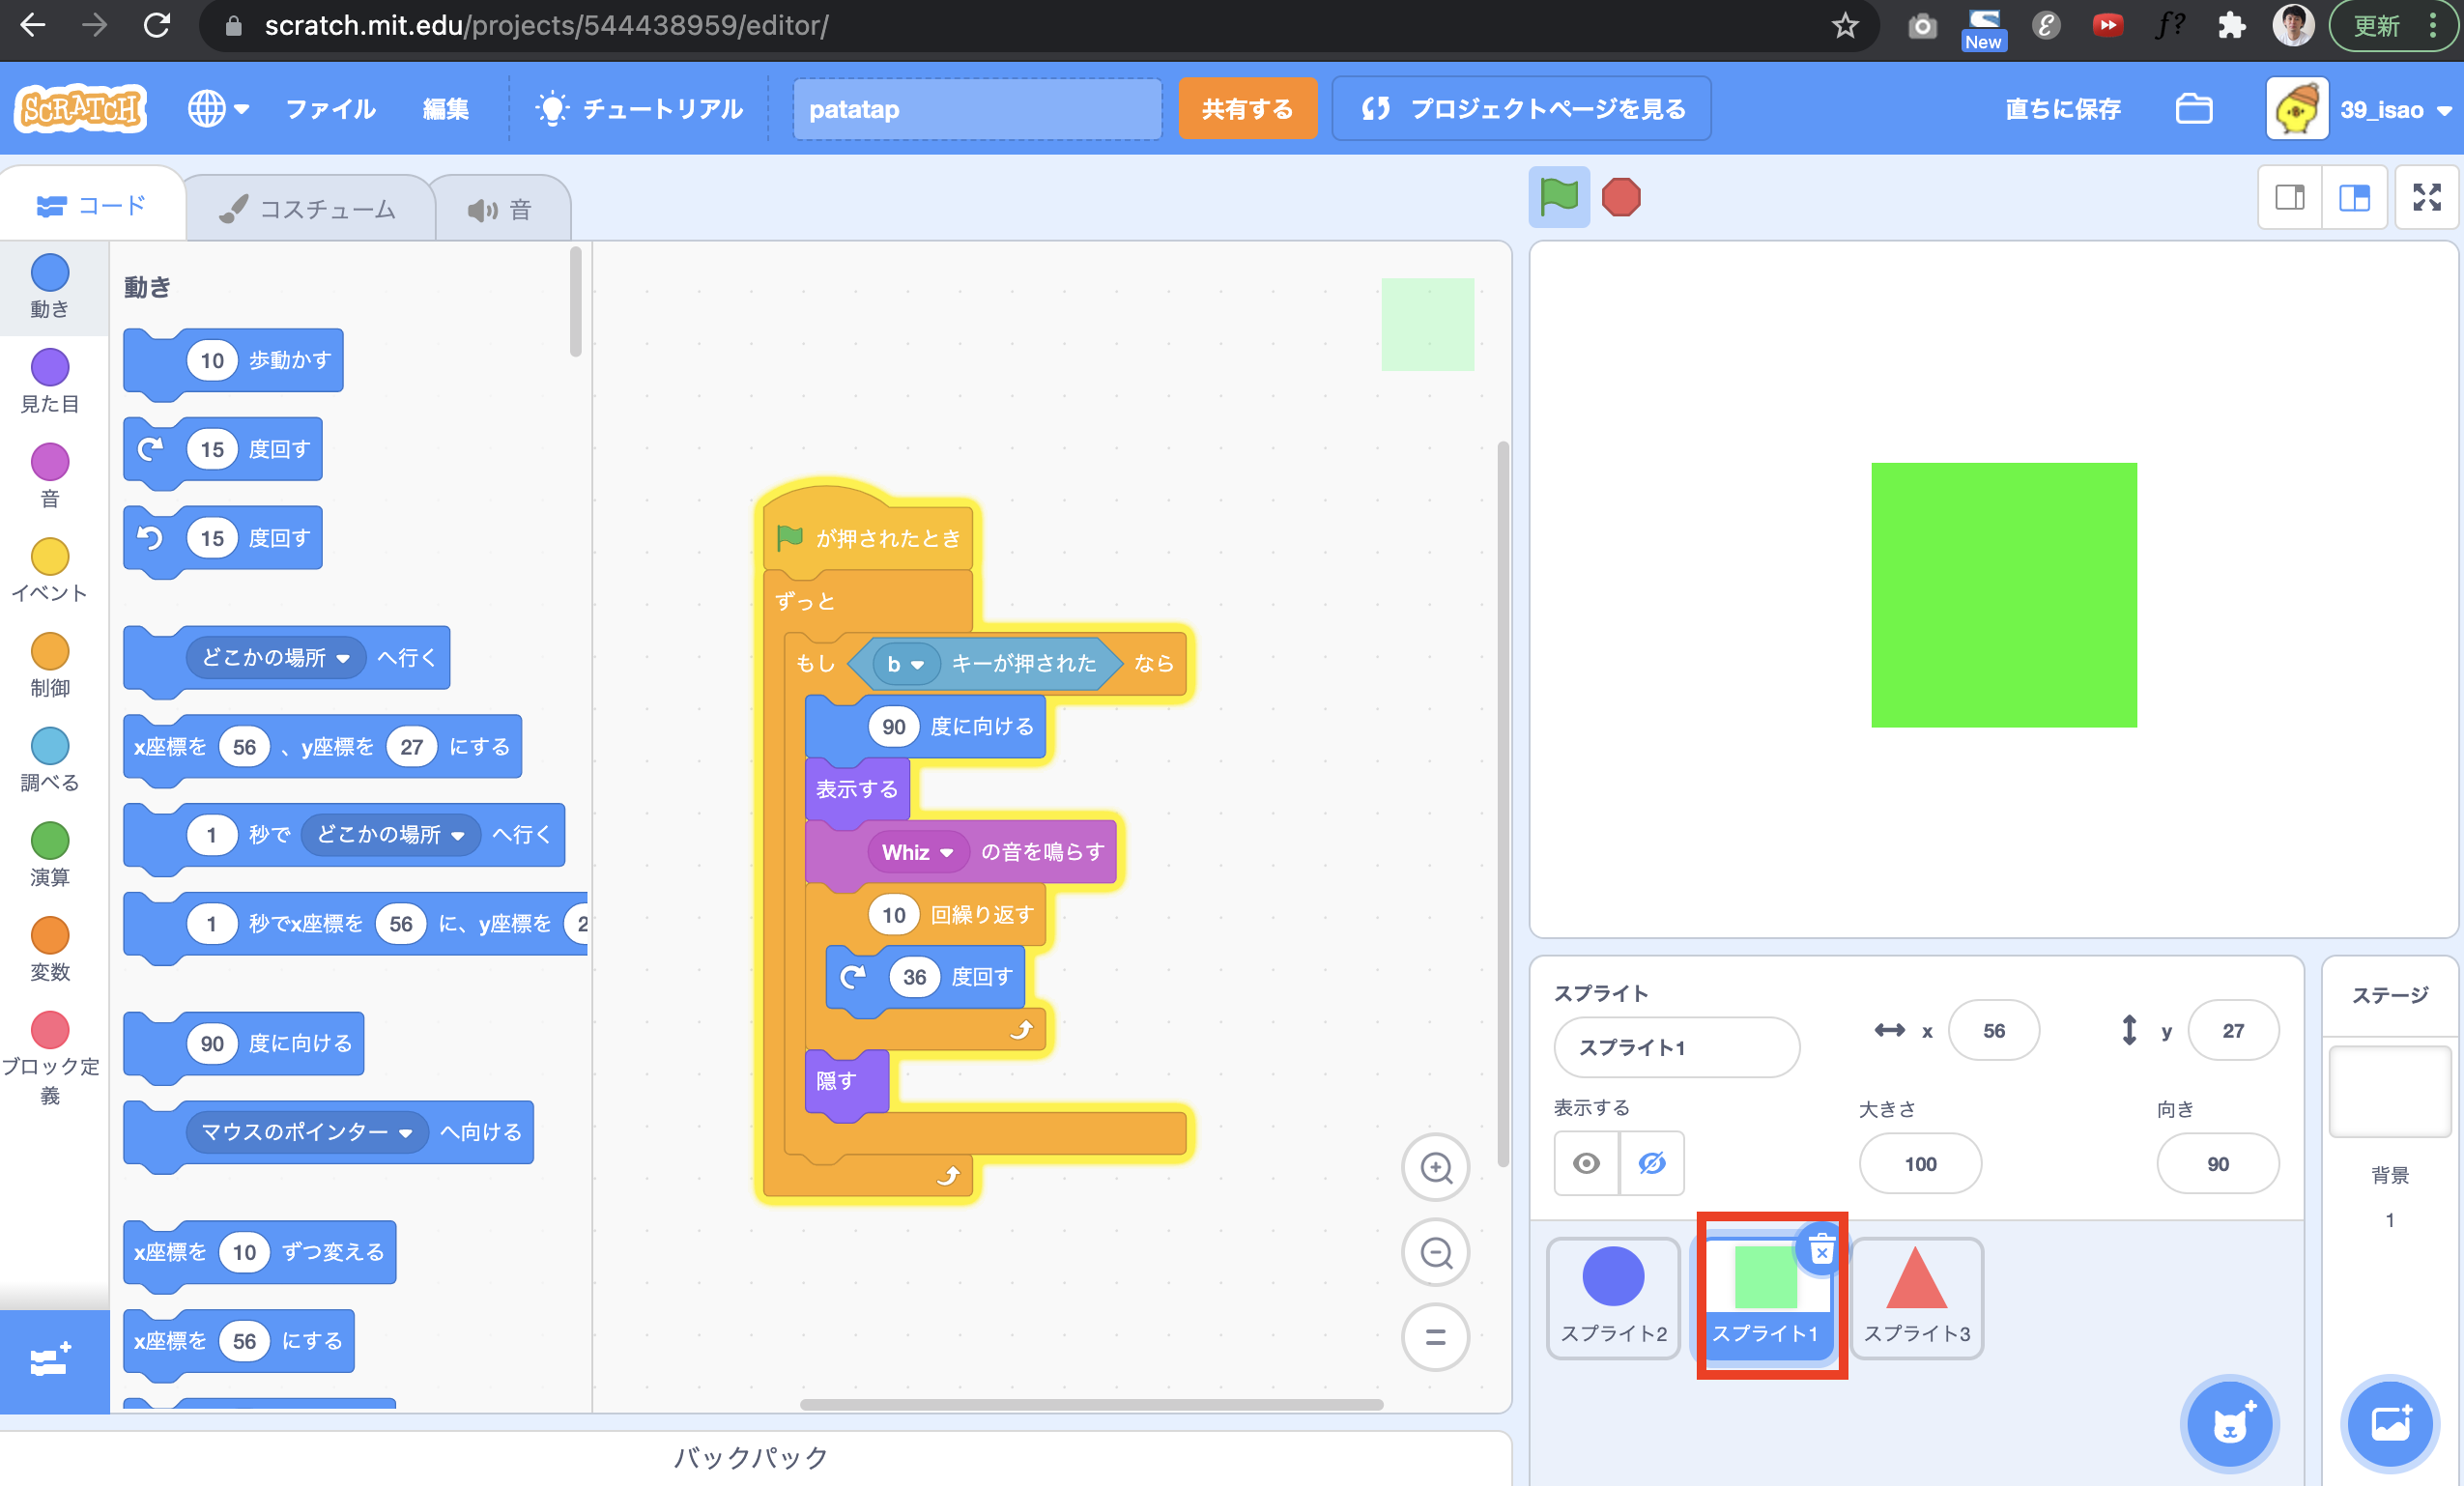 scratch.mit.edu/projects/544438959/editor/
New
f?
更新
SCRATCH
ファイル
編集
チュートリアル
patatap
共有する
プロジェクトページを見る
直ちに保存
39_isao
コード
コスチューム
音
動き
見た目
音
イベント
制御
調べる
演算
変数
ブロック定
義
動き
10 歩動かす
15 度回す
15 度回す
どこかの場所 へ行く
x座標を 56 、y座標を 27 にする
1 秒で どこかの場所 へ行く
1 秒でx座標を 56 に、y座標を 2
90 度に向ける
マウスのポインター へ向ける
x座標を 10 ずつ変える
x座標を 56 にする
が押されたとき
ずっと
もし b キーが押された なら
90 度に向ける
表示する
Whiz の音を鳴らす
10 回繰り返す
36 度回す
隠す
バックパック
スプライト
スプライト1
x 56
y 27
表示する
大きさ
100
向き
90
スプライト2
スプライト1
スプライト3
ステージ
背景
1